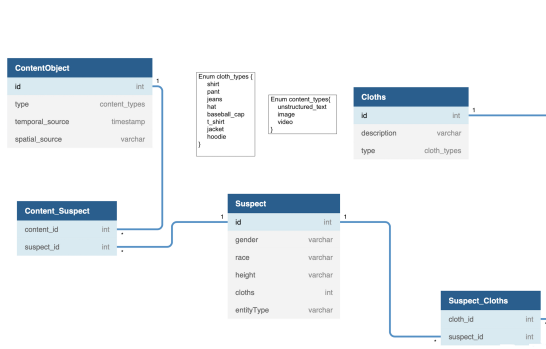 ContentObject
id int
type content_types
temporal_source timestamp
spatial_source varchar
1
Enum cloth_types {
shirt
pant
jeans
hat
baseball_cap
t_shirt
jacket
hoodie
}
Enum content_types{
unstructured_text
image
video
}
Cloths
id int
description varchar
type cloth_types
1
Content_Suspect
content_id int
suspect_id int
*
*
Suspect
1
id int
gender varchar
race varchar
height varchar
cloths int
entityType varchar
1
Suspect_Cloths
cloth_id int
suspect_id int
*
*